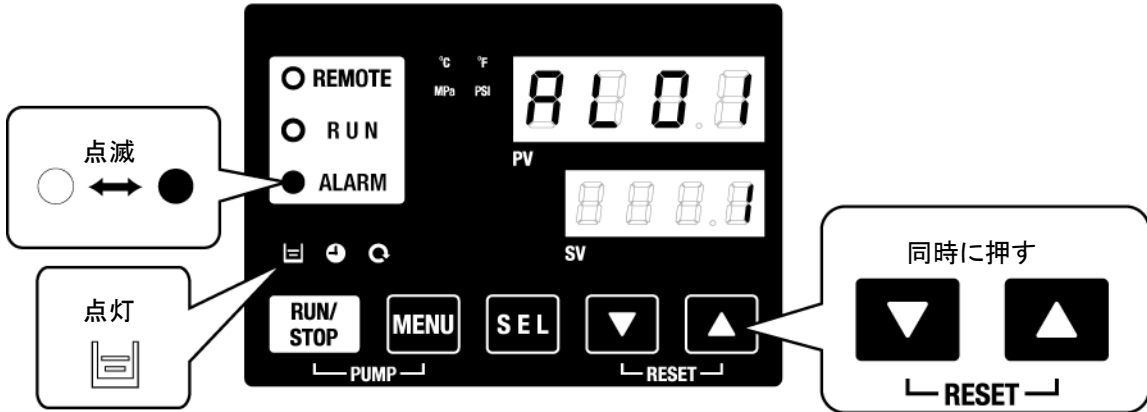 REMOTE
RUN
ALARM
°C °F
MPa PSI
AL01
PV
1
SV
点滅
点灯
RUN/
STOP
MENU
SEL
PUMP
RESET
同時に押す
RESET